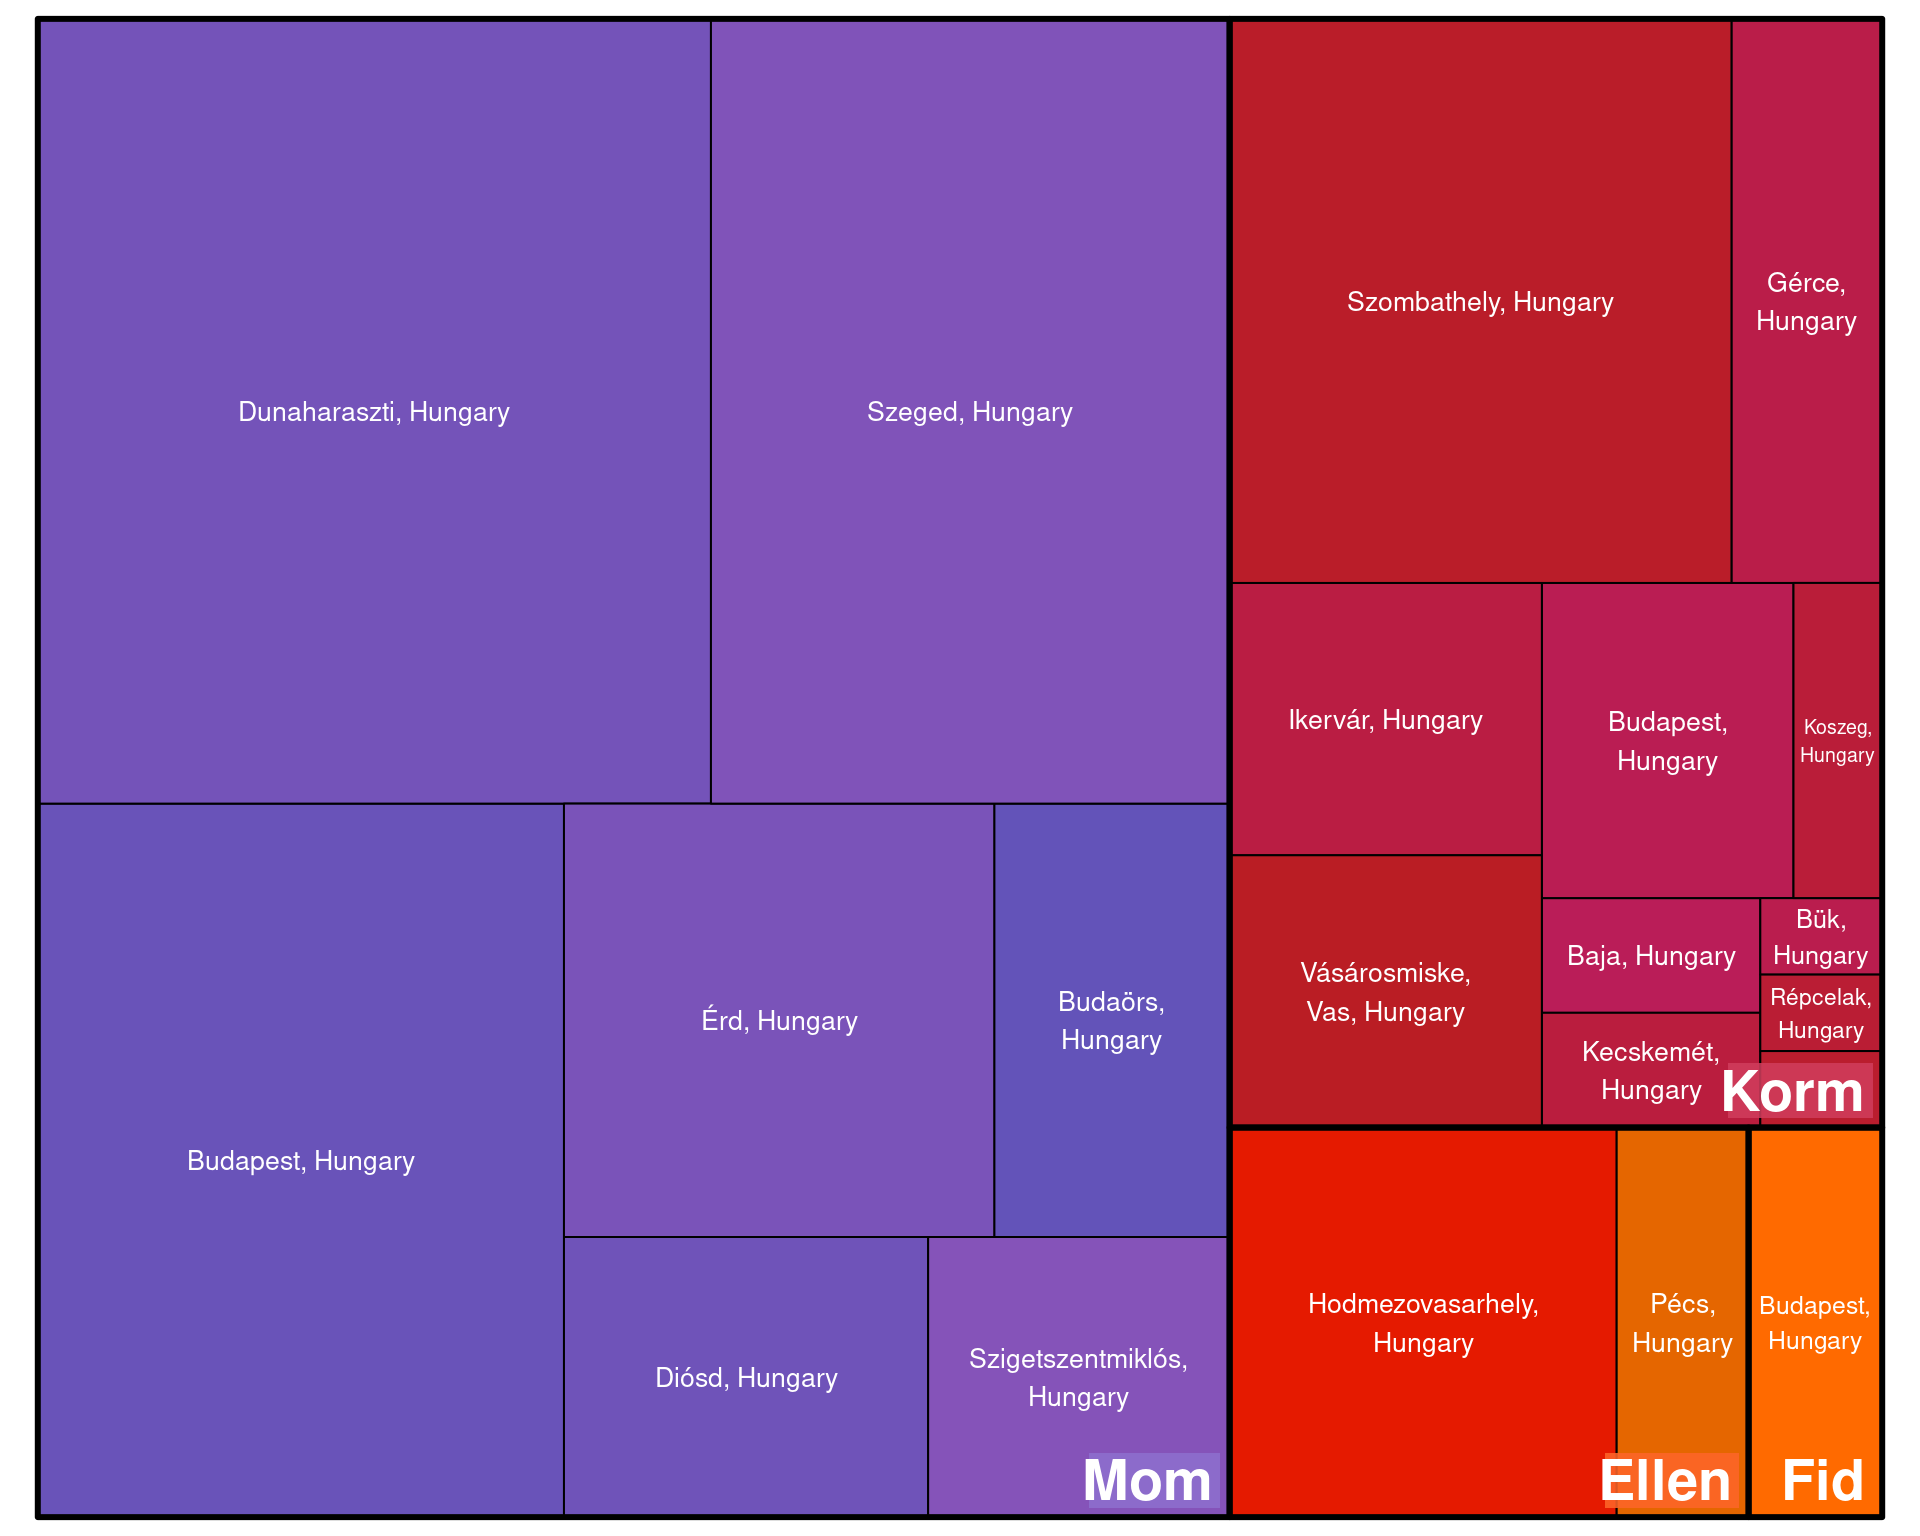 Dunaharaszti, Hungary
Szeged, Hungary
Budapest, Hungary
Érd, Hungary
Budaörs,
Hungary
Diósd, Hungary
Szigetszentmiklós,
Hungary
Mom
Szombathely, Hungary
Gérce,
Hungary
Ikervár, Hungary
Budapest,
Hungary
Koszeg,
Hungary
Vásárosmiske,
Vas, Hungary
Baja, Hungary
Bük,
Hungary
Répcelak,
Hungary
Kecskemét,
Hungary
Korm
Hodmezovasarhely,
Hungary
Pécs,
Hungary
Ellen
Budapest,
Hungary
Fid